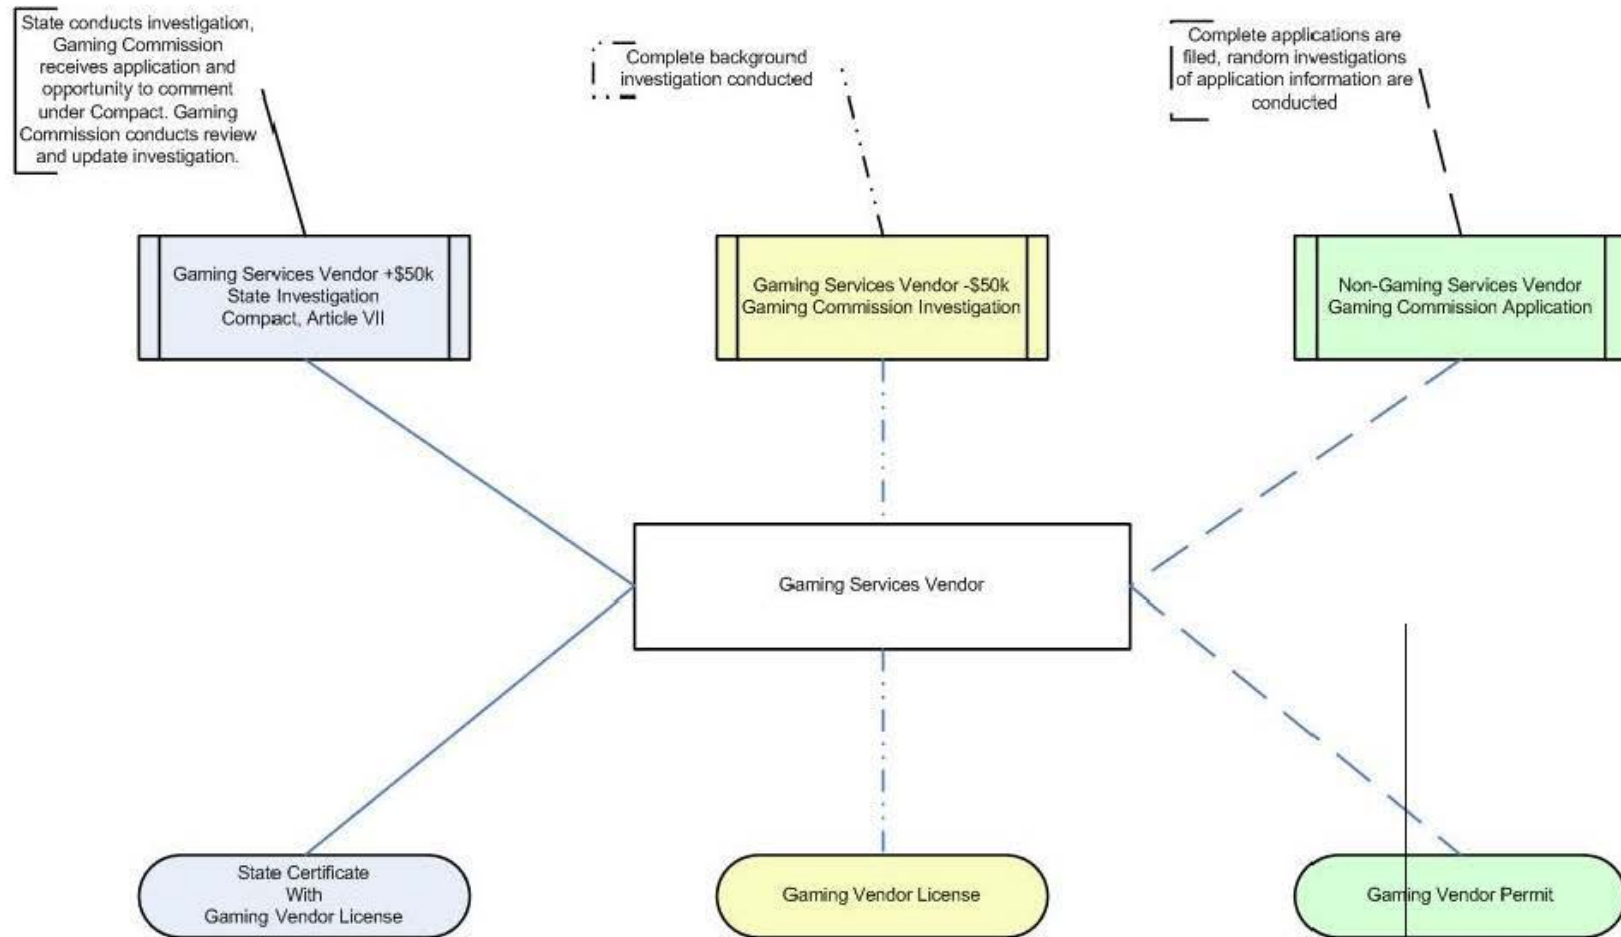 State conducts investigation,
Gaming Commission
receives application and
opportunity to comment
under Compact. Gaming
Commission conducts review
and update investigation.
Complete background
investigation conducted
Complete applications are
filed, random investigations
of application information are
conducted
Gaming Services Vendor +$50k
State Investigation
Compact, Article VII
Gaming Services Vendor -$50k
Gaming Commission Investigation
Non-Gaming Services Vendor
Gaming Commission Application
Gaming Services Vendor
State Certificate
With
Gaming Vendor License
Gaming Vendor License
Gaming Vendor Permit